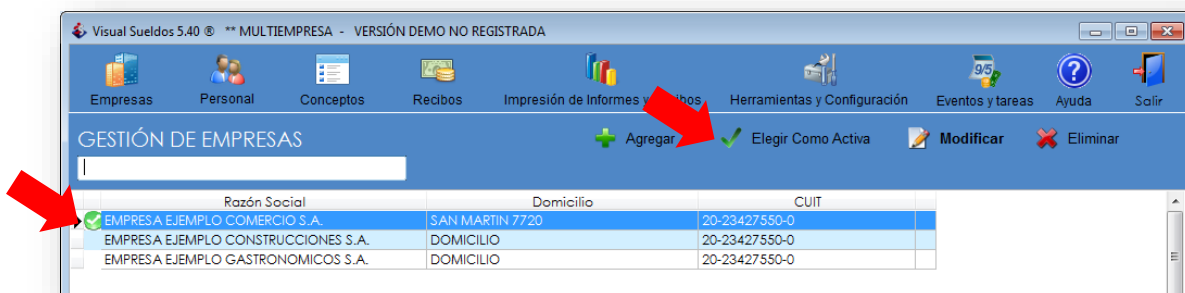 Visual Sueldos 5.40 ® ** MULTIEMPRESA - VERSIÓN DEMO NO REGISTRADA
Empresas Personal Conceptos Recibos Impresión de Informes y Herramientas y Configuración Eventos y tareas Ayuda Salir
GESTIÓN DE EMPRESAS Agregar Elegir Como Activa Modificar Eliminar
Razón Social Domicilio CUIT
EMPRESA EJEMPLO COMERCIO S.A. SAN MARTIN 7720 20-23427550-0
EMPRESA EJEMPLO CONSTRUCCIONES S.A. DOMICILIO 20-23427550-0
EMPRESA EJEMPLO GASTRONOMICOS S.A. DOMICILIO 20-23427550-0